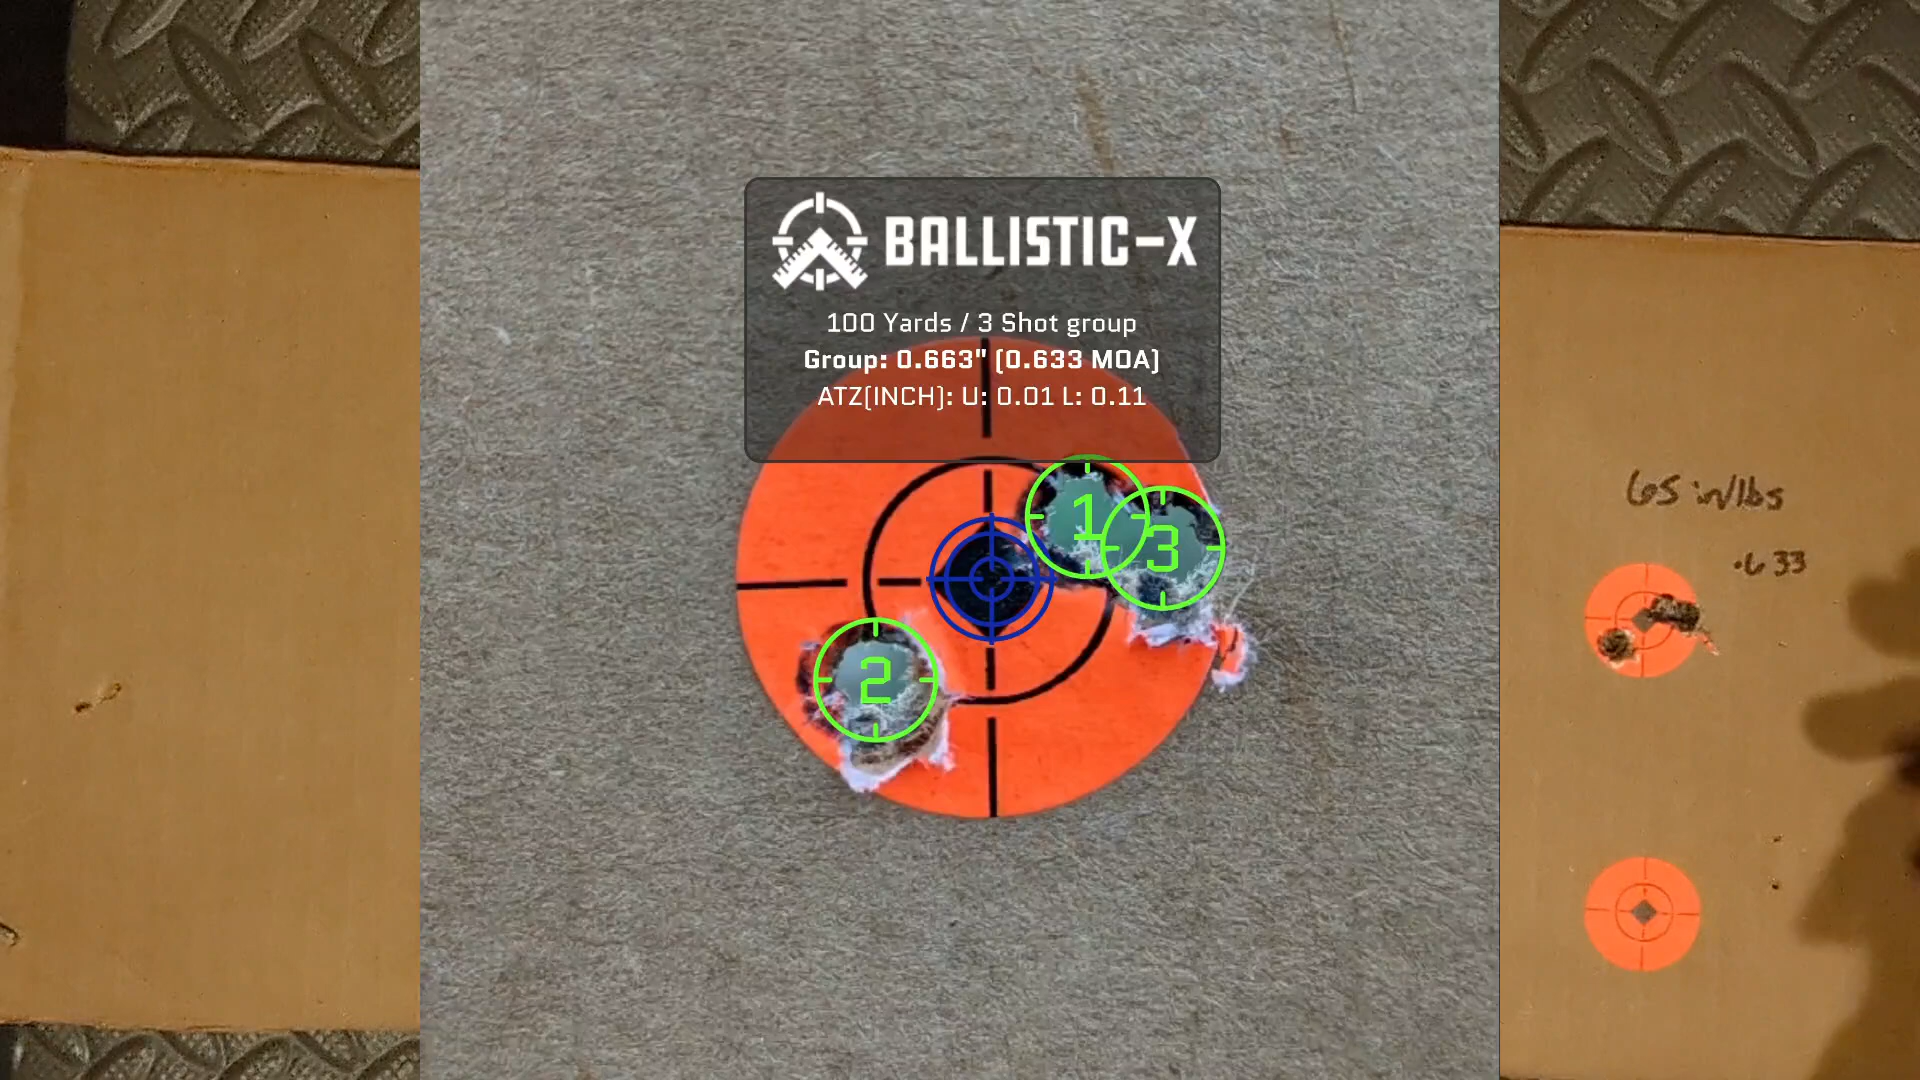 BALLISTIC-X
100 Yards / 3 Shot group
Group: 0.663" [0.633 MOA]
ATZ[INCH]: U: 0.01 L: 0.11
1
3
2
65 in/lbs
.633